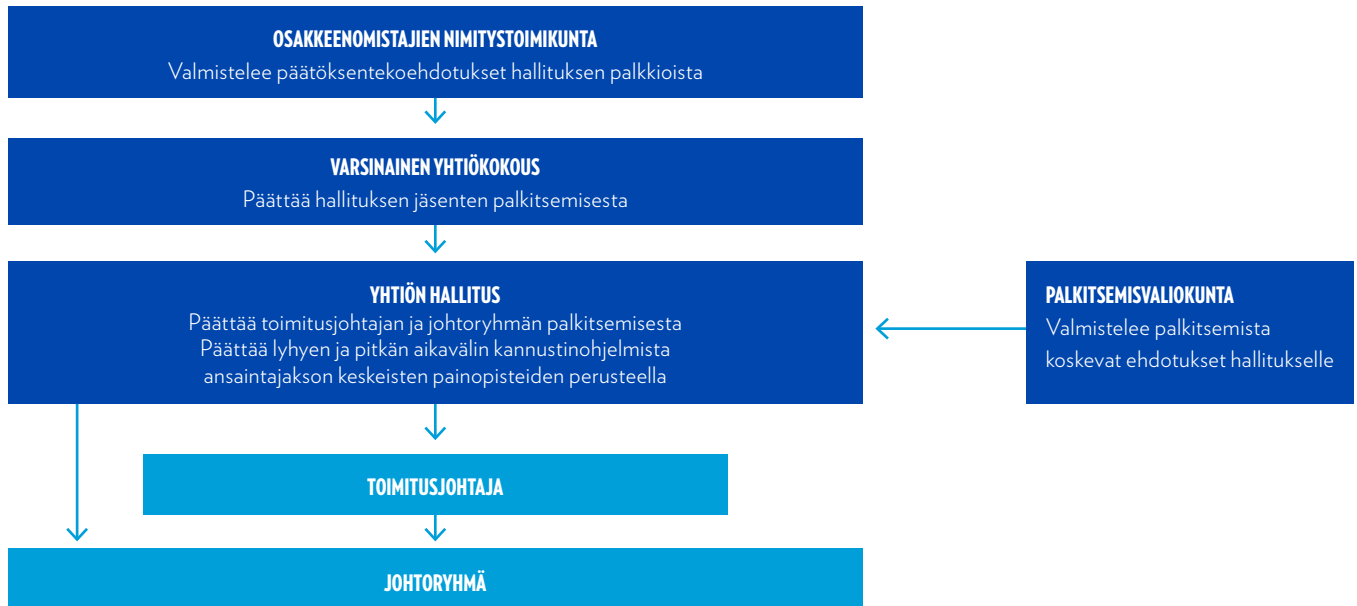 OSAKKEENOMISTAJIEN NIMITYSTOIMIKUNTA
Valmistelee päätöksentekoehdotukset hallituksen palkkioista
VARSINAINEN YHTIÖKOKOUS
Päättää hallituksen jäsenten palkitsemisesta
YHTIÖN HALLITUS
Päättää toimitusjohtajan ja johtoryhmän palkitsemisesta
Päättää lyhyen ja pitkän aikavälin kannustinohjelmista
ansaintajakson keskeisten painopisteiden perusteella
PALKITSEMISVALIOKUNTA
Valmistelee palkitsemista
koskevat ehdotukset hallitukselle
TOIMITUSJOHTAJA
JOHTORYHMÄ